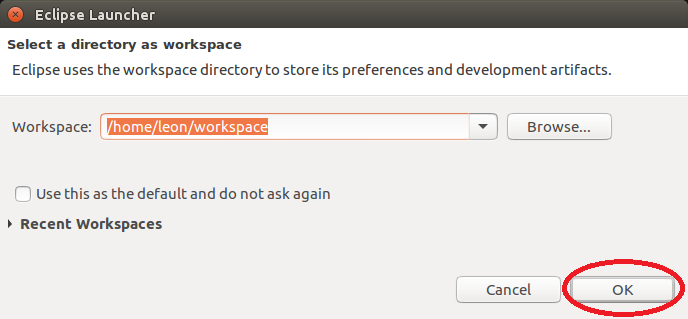 Eclipse Launcher
Select a directory as workspace
Eclipse uses the workspace directory to store its preferences and development artifacts.
Workspace: /home/leon/workspace Browse...
Use this as the default and do not ask again
Recent Workspaces
Cancel OK